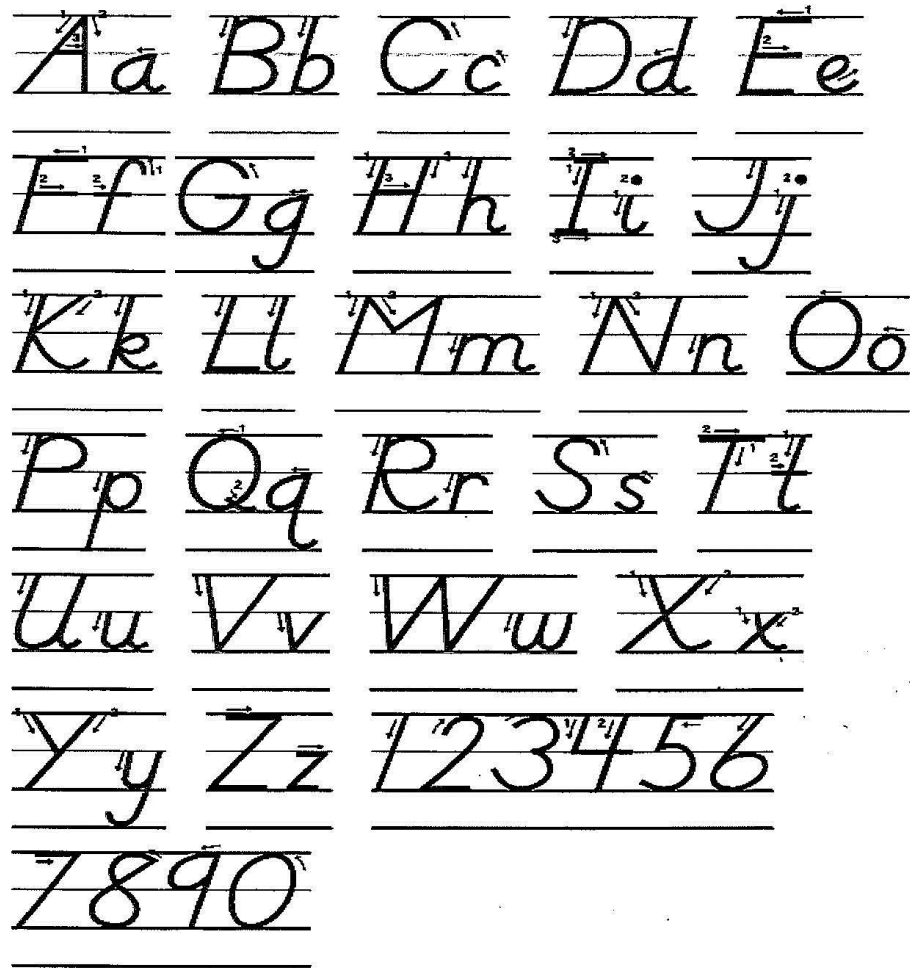 Aa Bb Cc Dd Ee
Ff Gg Hh Ii Jj
Kk Ll Mm Nn Oo
Pp Qq Rr Ss Tt
Uu Vv Ww Xx
Yy Zz 123456
7890